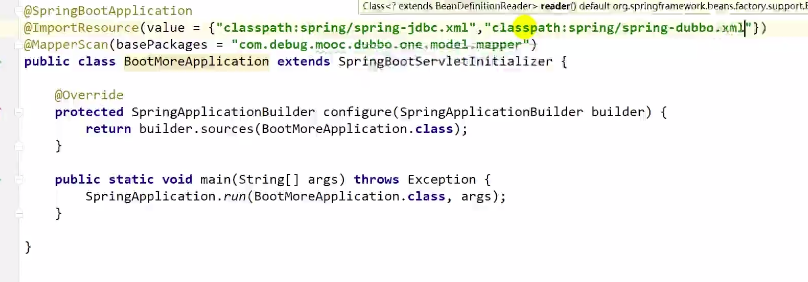 Class<? extends BeanDefinitionReader> reader() default org.springframework.beans.factory.support.
@SpringBootApplication
@ImportResource(value = {"classpath:spring/spring-jdbc.xml","classpath:spring/spring-dubbo.xml"})
@MapperScan(basePackages = "com.debug.mooc.dubbo.one.model.mapper")
public class BootMoreApplication extends SpringBootServletInitializer {
@Override
protected SpringApplicationBuilder configure(SpringApplicationBuilder builder) {
return builder.sources(BootMoreApplication.class);
}
public static void main(String[] args) throws Exception {
SpringApplication.run(BootMoreApplication.class, args);
}
}